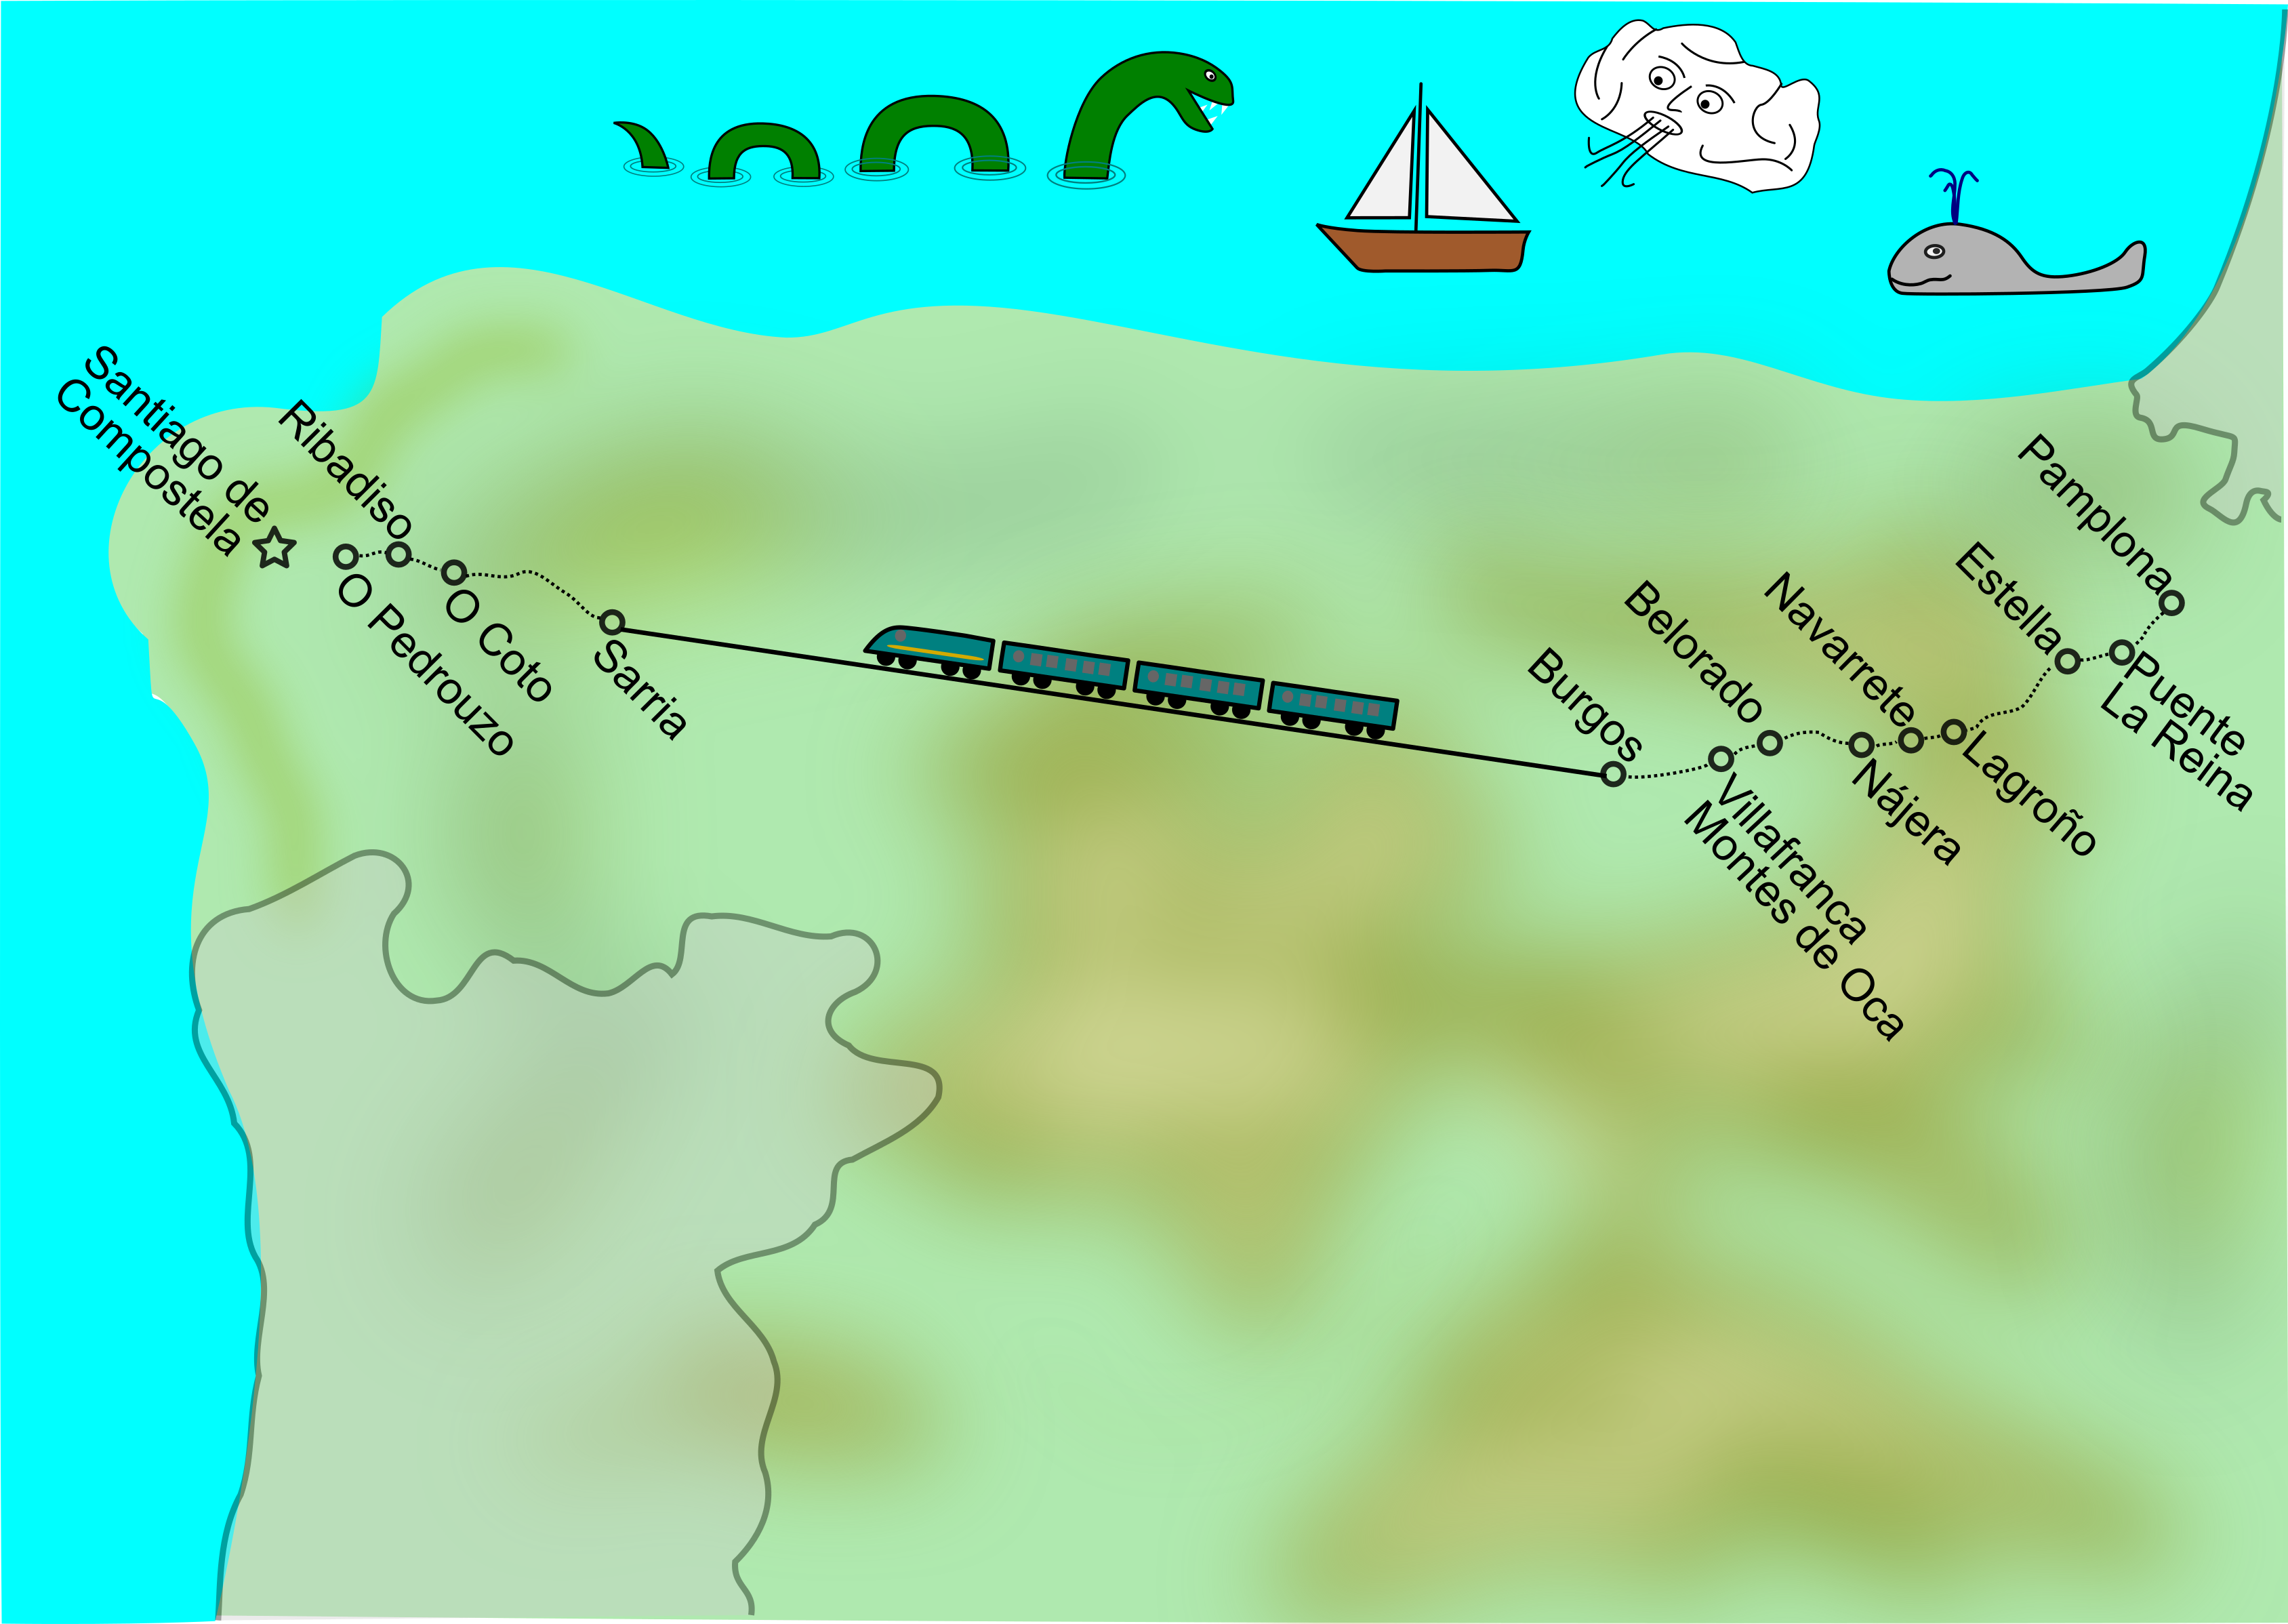 Santiago de
Compostela
Ribadiso
O Pedrouzo
O Coto
Sarria
Burgos
Belorado
Villafranca
Montes de Oca
Navarrete
Nájera
Lagroño
Estella
Puente
La Reina
Pamplona